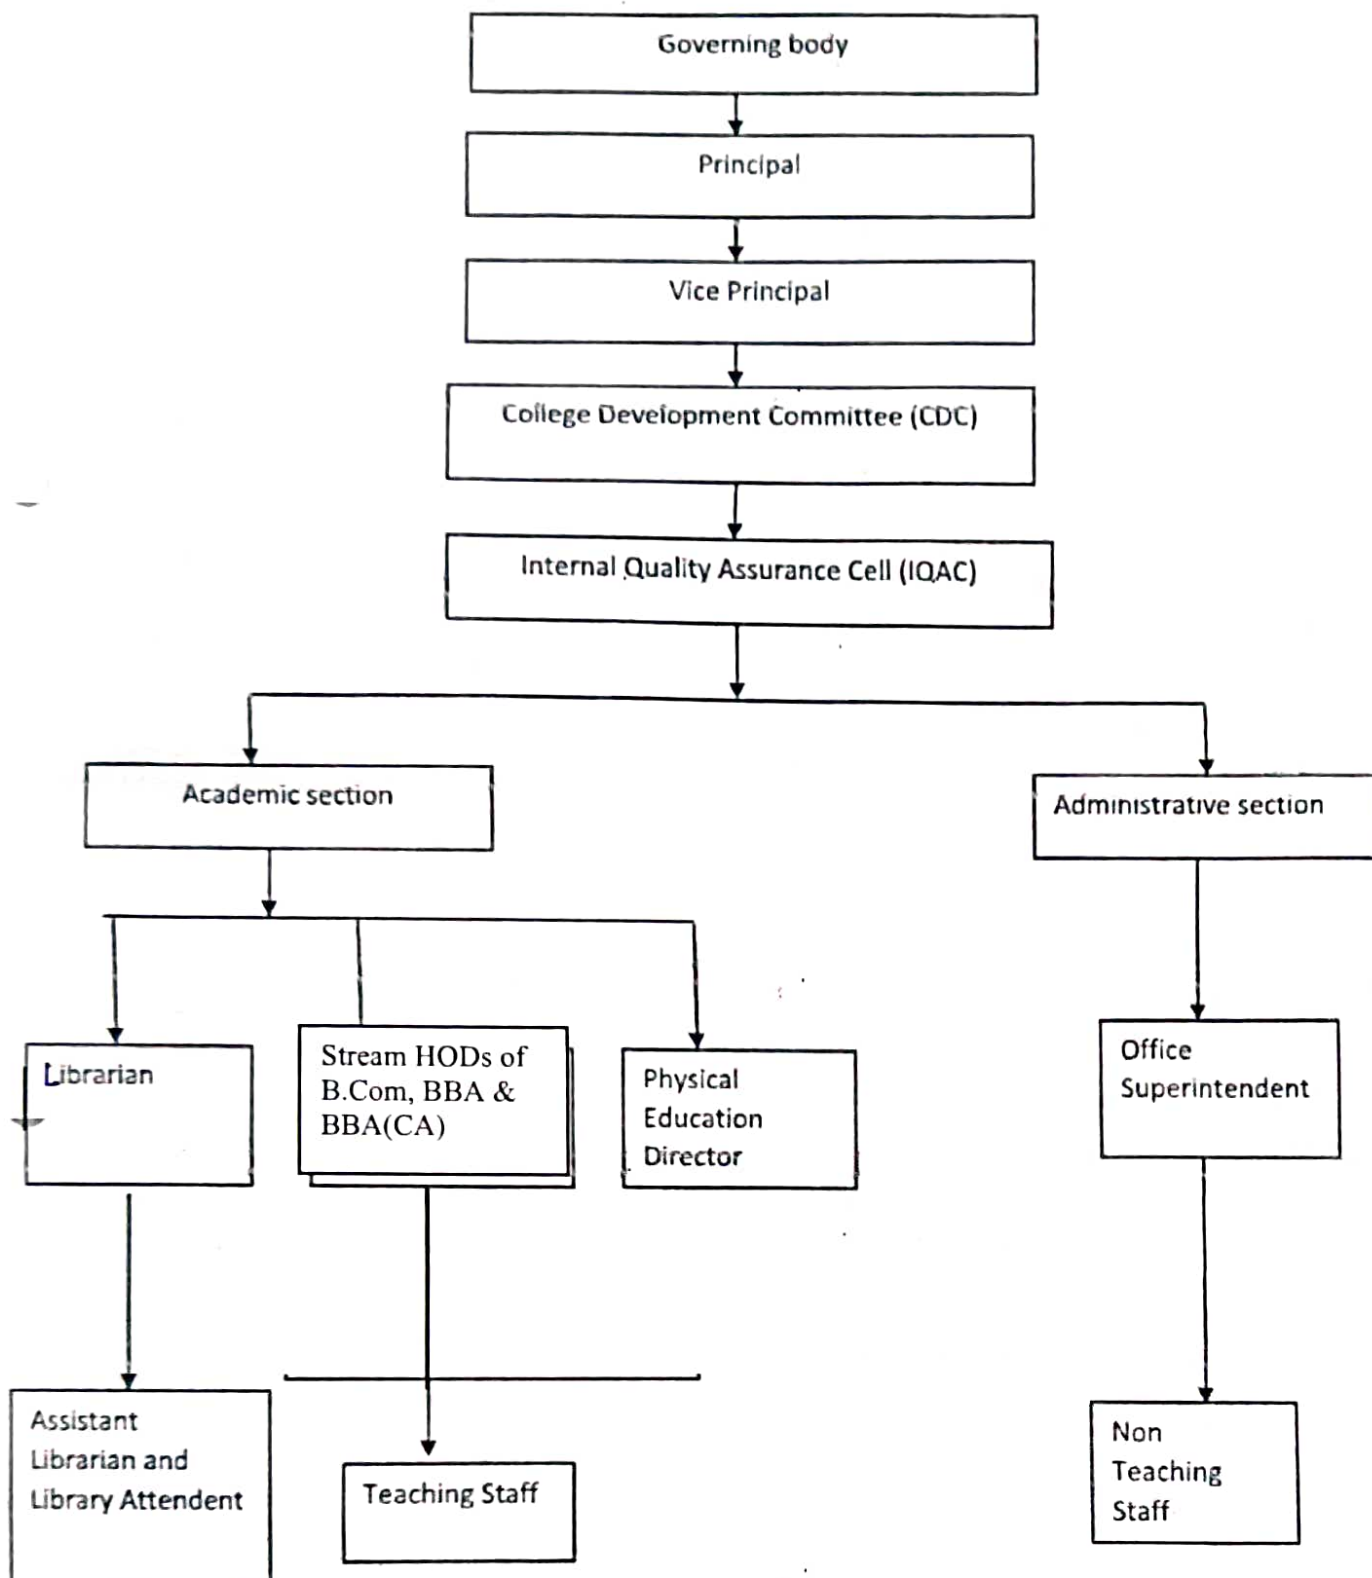 Governing body
Principal
Vice Principal
College Development Committee (CDC)
Internal Quality Assurance Cell (IQAC)
Academic section
Administrative section
Librarian
Stream HODs of
B.Com, BBA &
BBA(CA)
Physical
Education
Director
Office
Superintendent
Assistant
Librarian and
Library Attendent
Teaching Staff
Non
Teaching
Staff